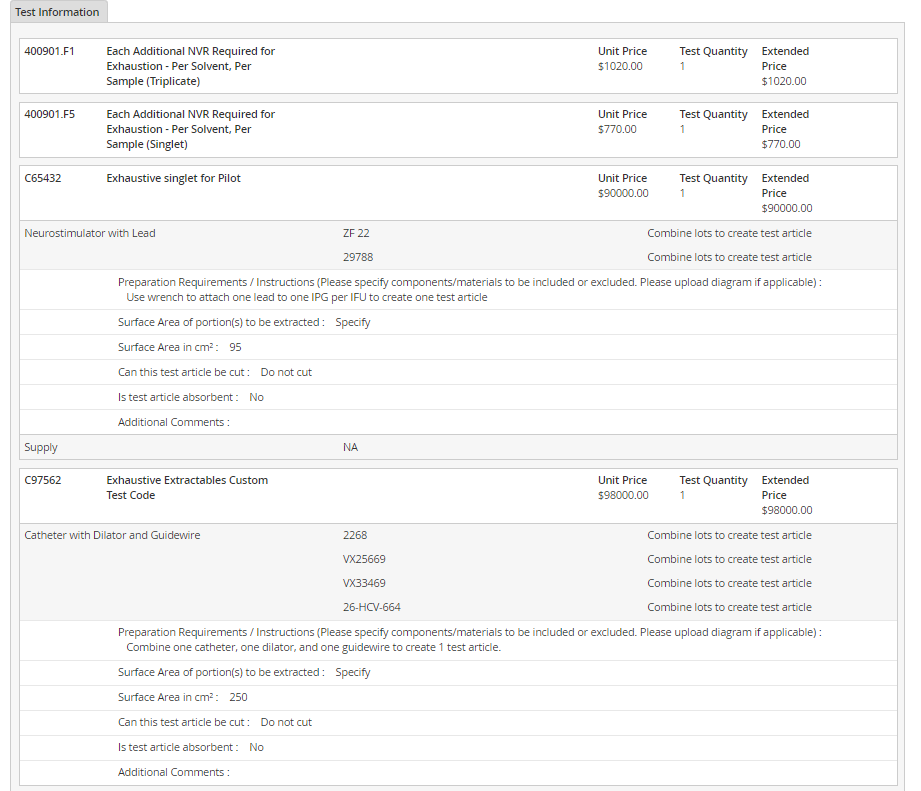 Test Information
400901.F1 Each Additional NVR Required for Unit Price Test Quantity Extended
Exhaustion - Per Solvent, Per $1020.00 1 Price
Sample (Triplicate) $1020.00
400901.F5 Each Additional NVR Required for Unit Price Test Quantity Extended
Exhaustion - Per Solvent, Per $770.00 1 Price
Sample (Singlet) $770.00
C65432 Exhaustive singlet for Pilot Unit Price Test Quantity Extended
$90000.00 1 Price
$90000.00
Neurostimulator with Lead ZF 22 Combine lots to create test article
29788 Combine lots to create test article
Preparation Requirements / Instructions (Please specify components/materials to be included or excluded. Please upload diagram if applicable) :
Use wrench to attach one lead to one IPG per IFU to create one test article
Surface Area of portion(s) to be extracted : Specify
Surface Area in cm² : 95
Can this test article be cut : Do not cut
Is test article absorbent : No
Additional Comments :
Supply NA
C97562 Exhaustive Extractables Custom Unit Price Test Quantity Extended
Test Code $98000.00 1 Price
$98000.00
Catheter with Dilator and Guidewire 2268 Combine lots to create test article
VX25669 Combine lots to create test article
VX33469 Combine lots to create test article
26-HCV-664 Combine lots to create test article
Preparation Requirements / Instructions (Please specify components/materials to be included or excluded. Please upload diagram if applicable) :
Combine one catheter, one dilator, and one guidewire to create 1 test article.
Surface Area of portion(s) to be extracted : Specify
Surface Area in cm² : 250
Can this test article be cut : Do not cut
Is test article absorbent : No
Additional Comments :